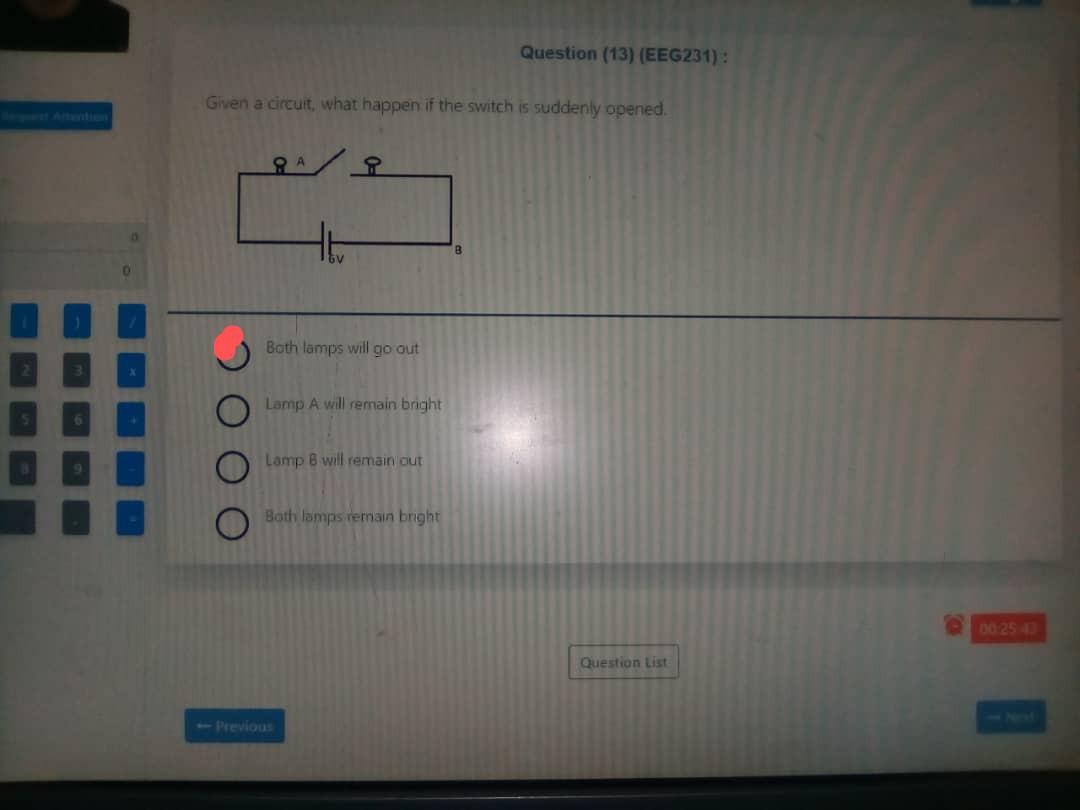 Question (13) (EEG231) :
Request Attention
Given a circuit, what happen if the switch is suddenly opened.
A
6V
B
0
0
( ) /
2 3 x
5 6 +
8 9 -
. =
Both lamps will go out
Lamp A will remain bright
Lamp B will remain out
Both lamps remain bright
00:25:43
Question List
← Previous
Next